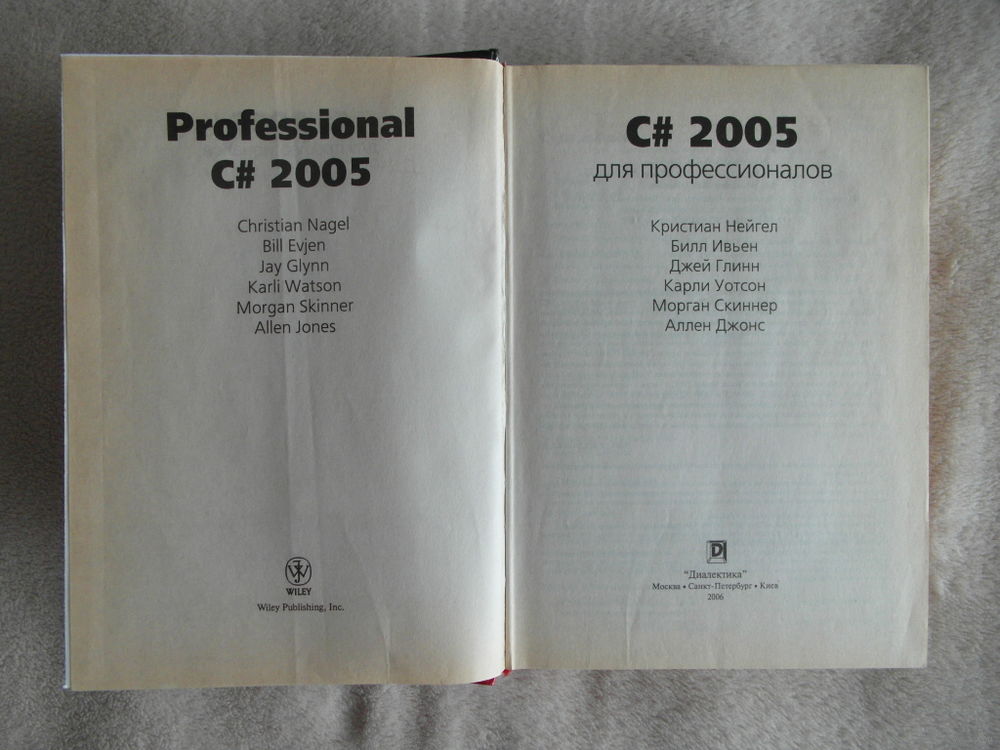 Professional
C# 2005
Christian Nagel
Bill Evjen
Jay Glynn
Karli Watson
Morgan Skinner
Allen Jones
WILEY
Wiley Publishing, Inc.
C# 2005
для профессионалов
Кристиан Нейгел
Билл Ивьен
Джей Глинн
Карли Уотсон
Морган Скиннер
Аллен Джонс
D
"Диалектика"
Москва • Санкт-Петербург • Киев
2006